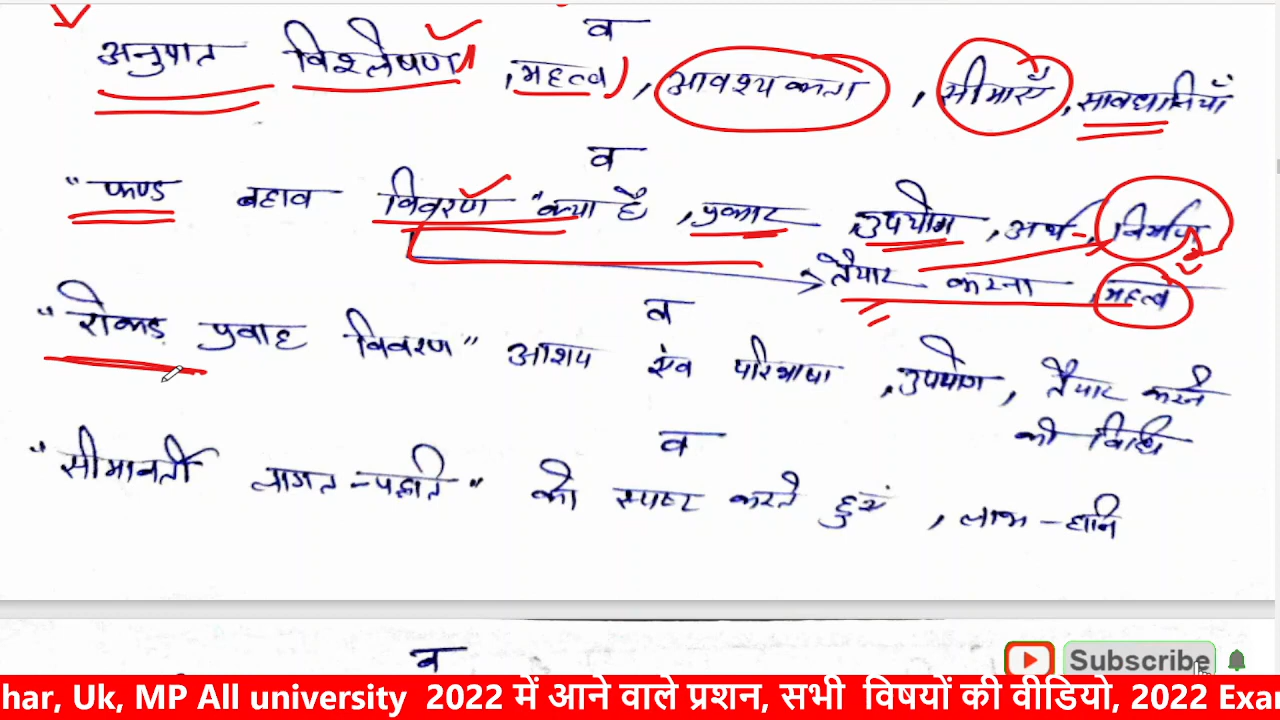 व
अनुपात विश्लेषण , महत्व , आवश्यकता , सीमाएँ , सावधानियाँ
व
"फण्ड बहाव विवरण" क्या है , प्रकार उपयोग , अर्थ , निर्माण
तैयार करना , महत्व
व
"रोकड प्रवाह विवरण" आशय एंव परिभाषा , उपयोग , तैयार करने
की विधि
व
"सीमावर्ती लागत-पद्धति" को स्पष्ट करते हुए , लाभ - हानि
व
Subscribe
har, Uk, MP All university 2022 में आने वाले प्रशन, सभी विषयों की वीडियो, 2022 Exa